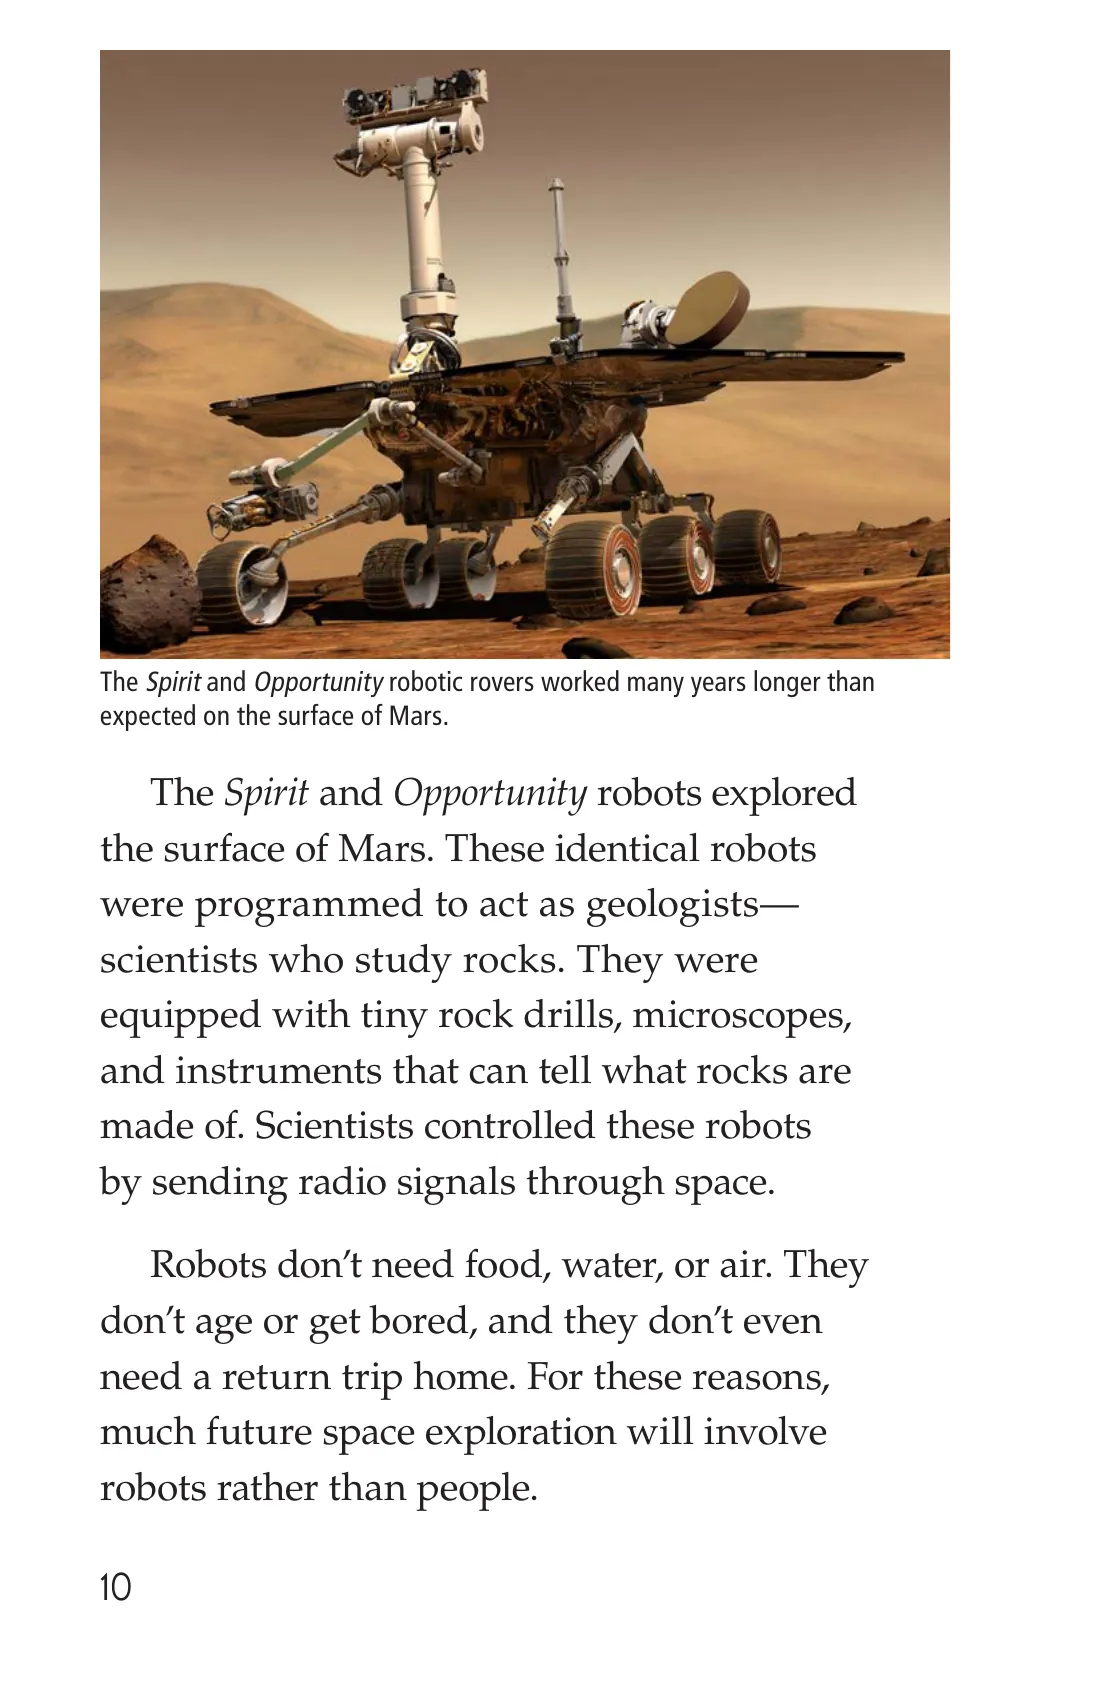 The Spirit and Opportunity robotic rovers worked many years longer than
expected on the surface of Mars.
The Spirit and Opportunity robots explored
the surface of Mars. These identical robots
were programmed to act as geologists—
scientists who study rocks. They were
equipped with tiny rock drills, microscopes,
and instruments that can tell what rocks are
made of. Scientists controlled these robots
by sending radio signals through space.
Robots don’t need food, water, or air. They
don’t age or get bored, and they don’t even
need a return trip home. For these reasons,
much future space exploration will involve
robots rather than people.
10